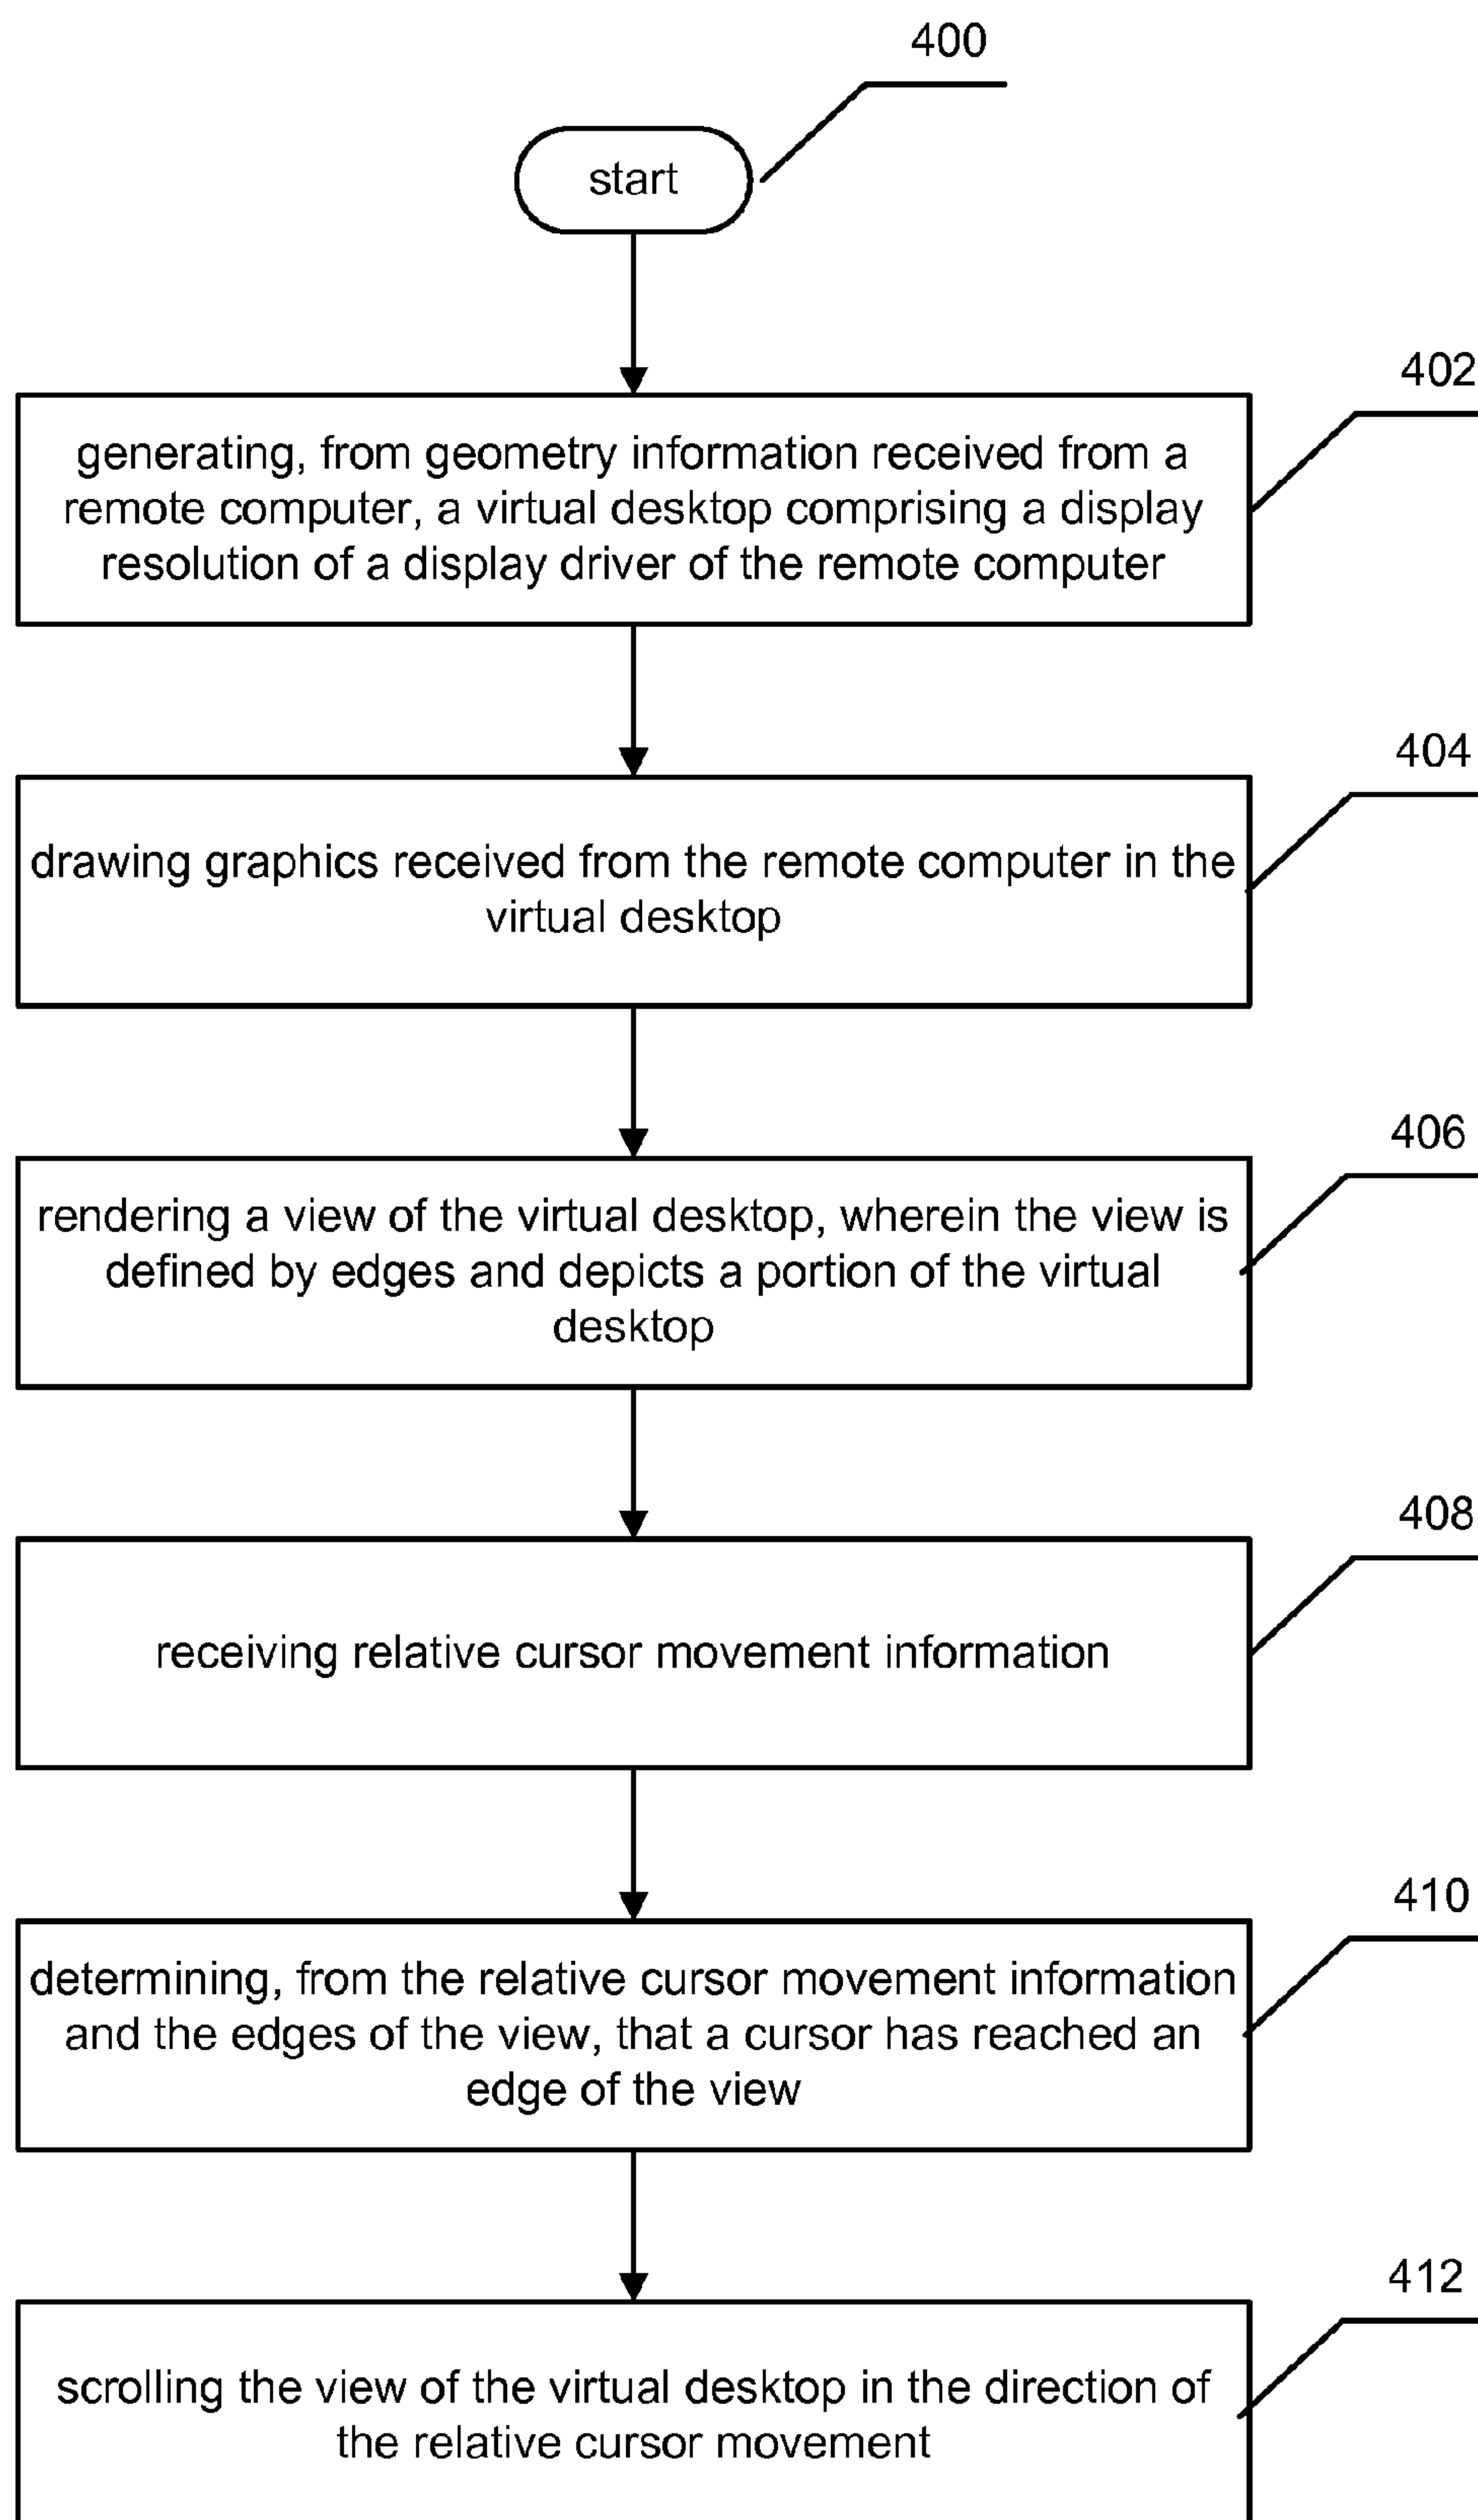 400
start
402
generating, from geometry information received from a
remote computer, a virtual desktop comprising a display
resolution of a display driver of the remote computer
404
drawing graphics received from the remote computer in the
virtual desktop
406
rendering a view of the virtual desktop, wherein the view is
defined by edges and depicts a portion of the virtual
desktop
408
receiving relative cursor movement information
410
determining, from the relative cursor movement information
and the edges of the view, that a cursor has reached an
edge of the view
412
scrolling the view of the virtual desktop in the direction of
the relative cursor movement